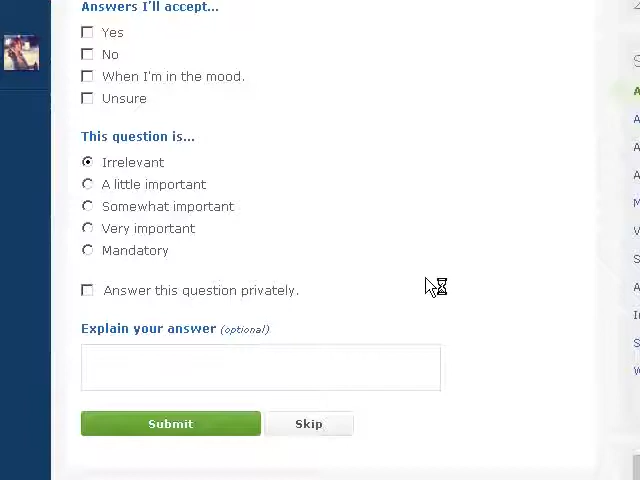 Answers I'll accept...
Yes
No
When I'm in the mood.
Unsure
This question is...
Irrelevant
A little important
Somewhat important
Very important
Mandatory
Answer this question privately.
Explain your answer (optional)
Submit Skip